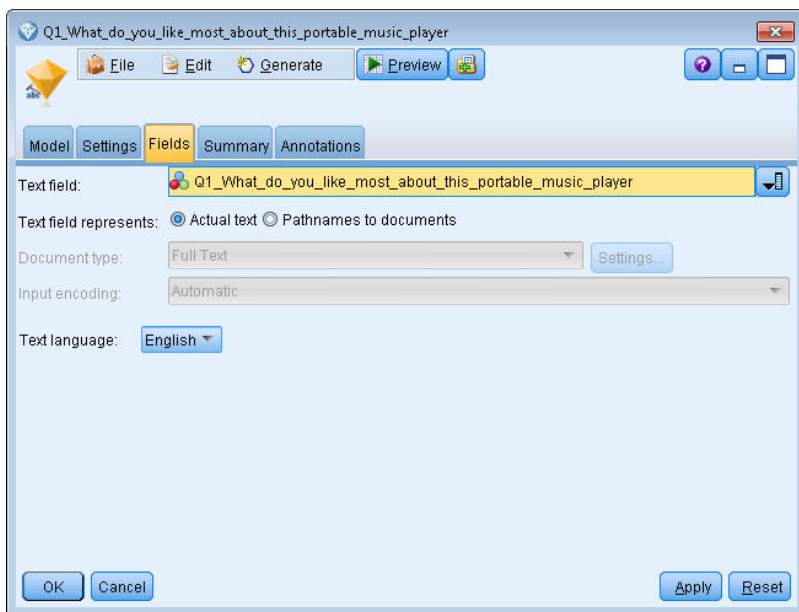 Q1_What_do_you_like_most_about_this_portable_music_player
File Edit Generate Preview
abc
Model Settings Fields Summary Annotations
Text field: Q1_What_do_you_like_most_about_this_portable_music_player
Text field represents: Actual text Pathnames to documents
Document type: Full Text Settings...
Input encoding: Automatic
Text language: English
OK Cancel Apply Reset